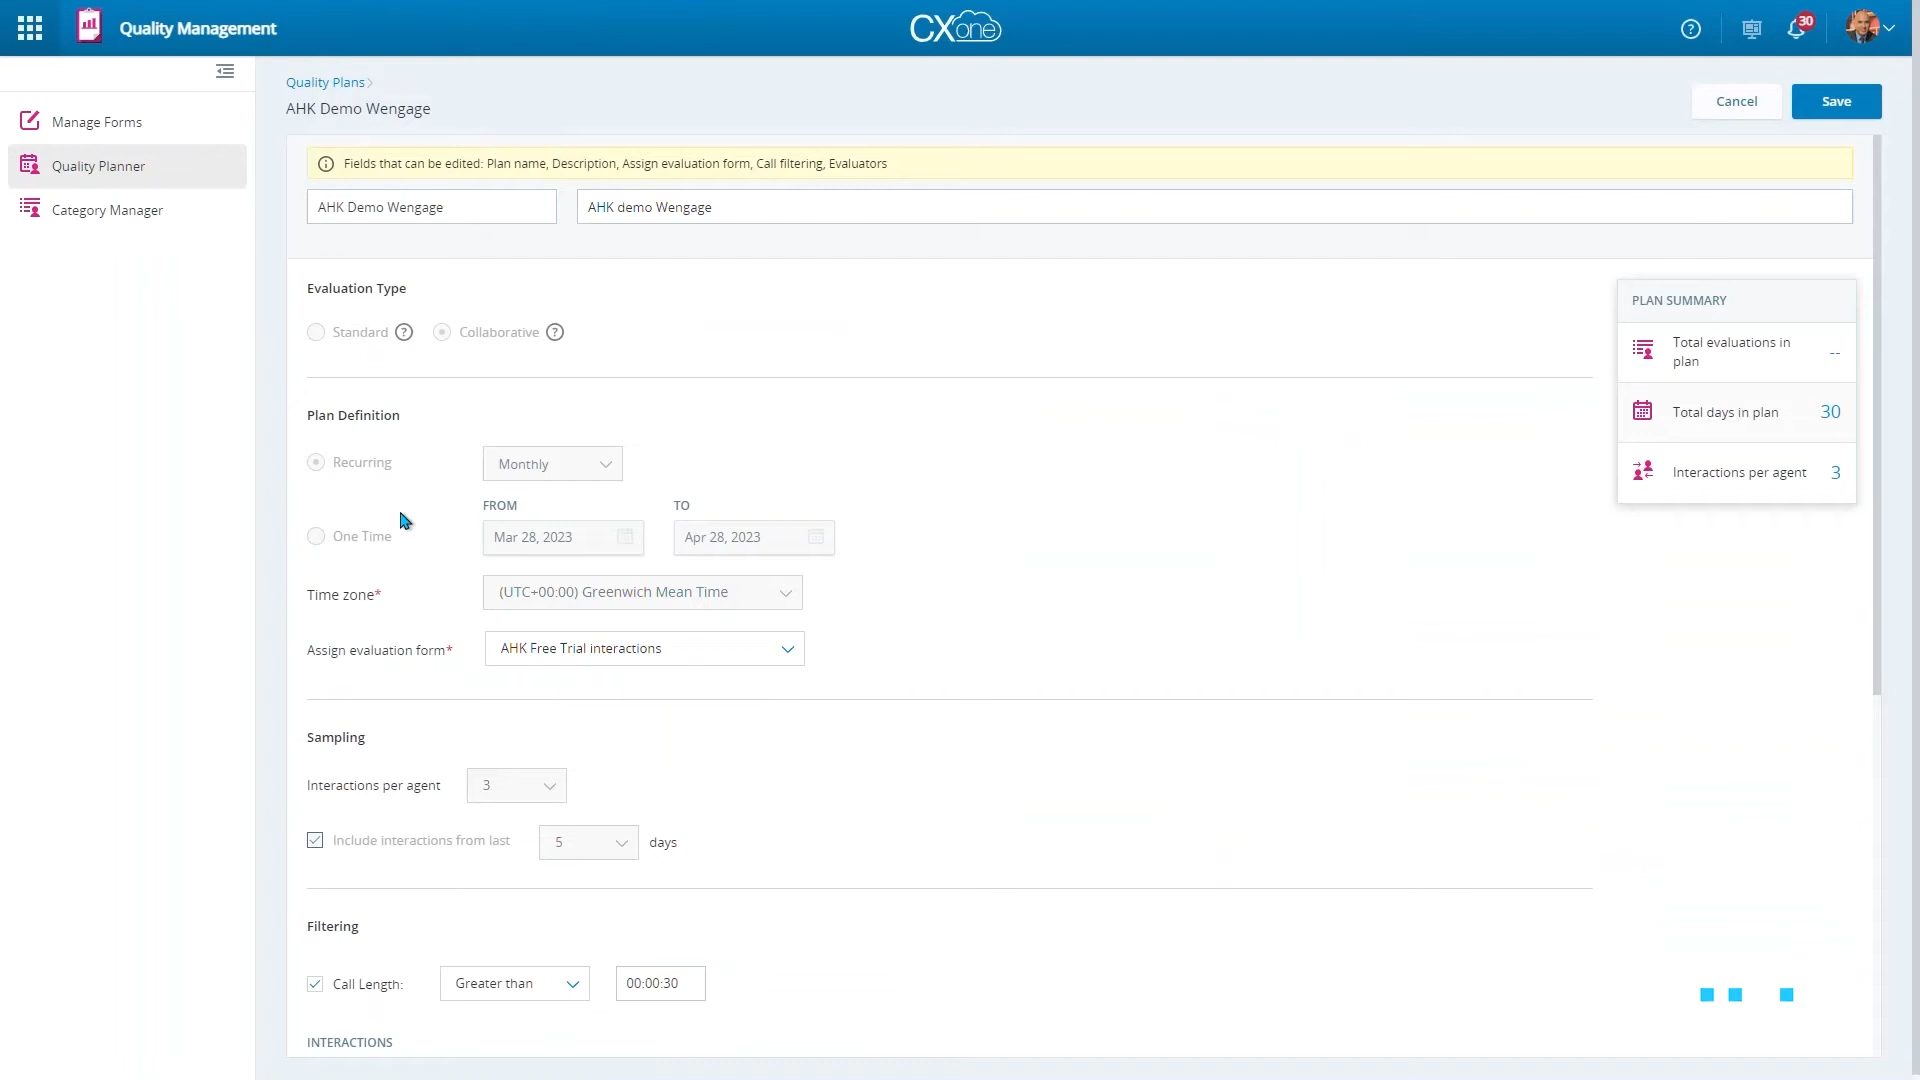 Quality Management
CXone
30
Manage Forms
Quality Planner
Category Manager
Quality Plans
AHK Demo Wengage
Cancel
Save
Fields that can be edited: Plan name, Description, Assign evaluation form, Call filtering, Evaluators
AHK Demo Wengage
AHK demo Wengage
Evaluation Type
Standard ?
Collaborative ?
Plan Definition
Recurring
Monthly
FROM
TO
One Time
Mar 28, 2023
Apr 28, 2023
Time zone*
(UTC+00:00) Greenwich Mean Time
Assign evaluation form*
AHK Free Trial interactions
PLAN SUMMARY
Total evaluations in
plan
--
Total days in plan
30
Interactions per agent
3
Sampling
Interactions per agent
3
Include interactions from last
5
days
Filtering
Call Length:
Greater than
00:00:30
INTERACTIONS